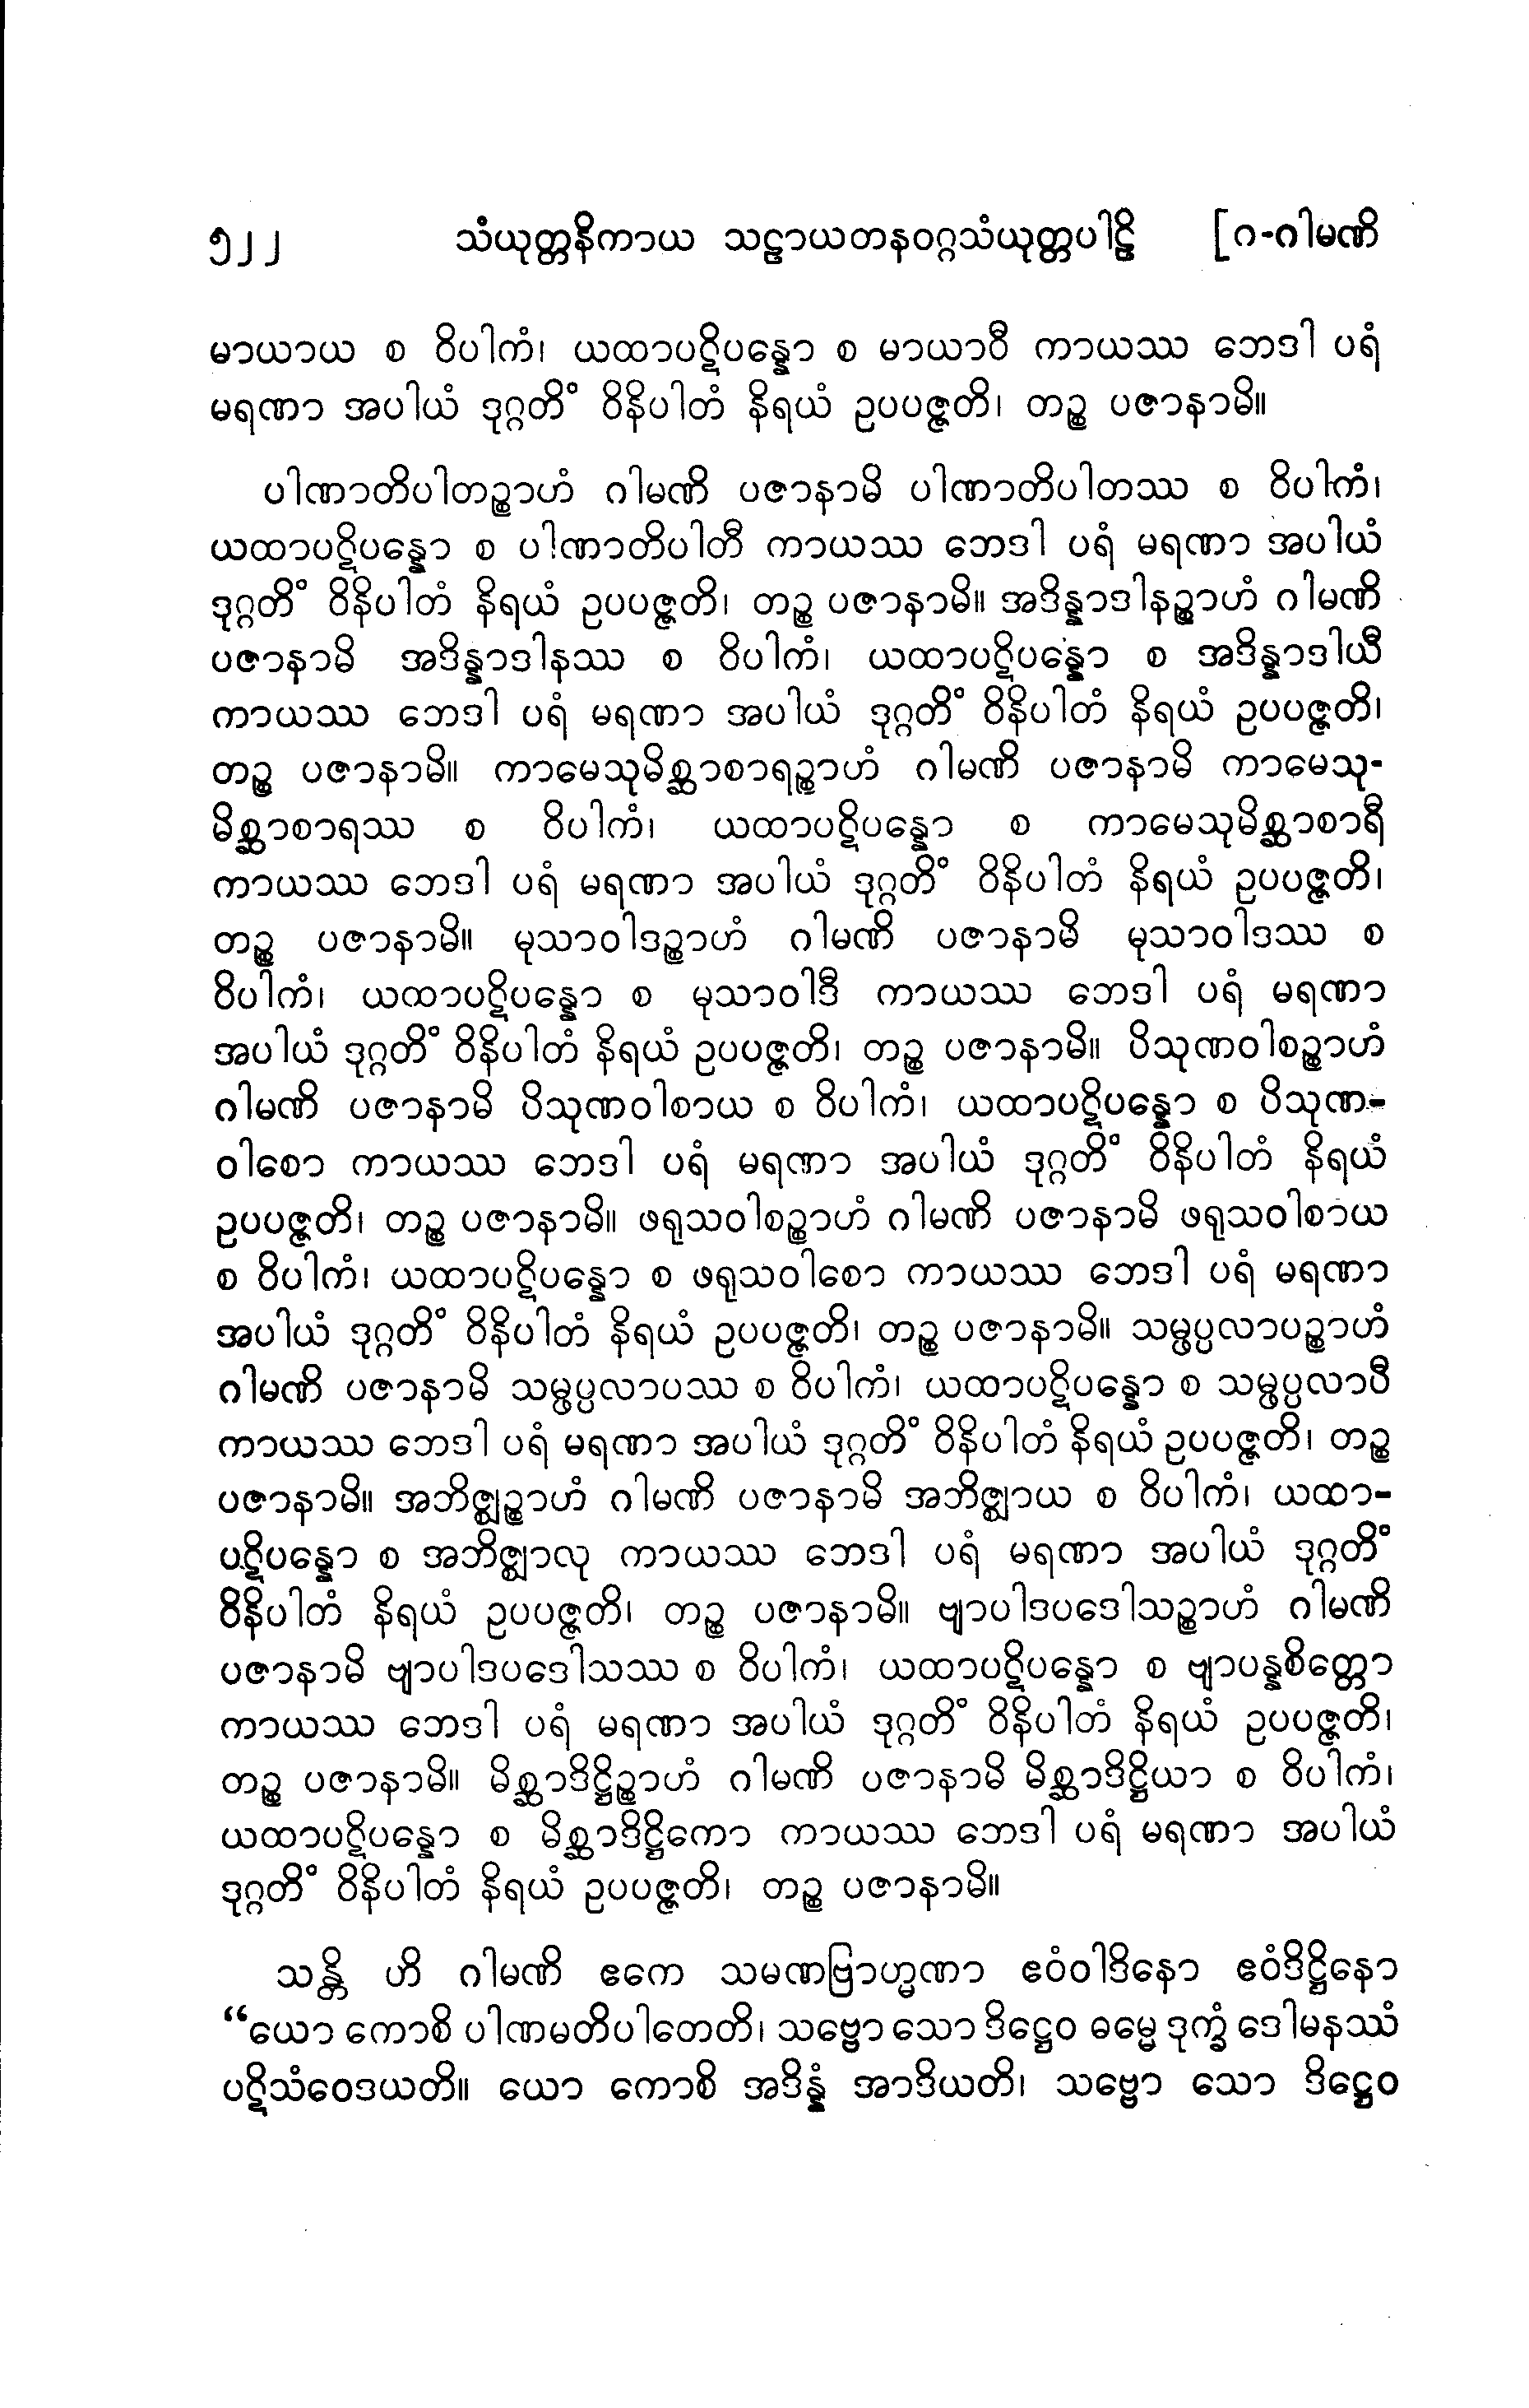 ၅၂၂ သံယုတ္တနိကာယ သဠာယတနဝဂ္ဂသံယုတ္တပါဠိ [ဂ-ဂါမဏိ
မာယာယ စ ဝိပါကံ၊ ယထာပဋိပန္နော စ မာယာဝီ ကာယဿ ဘေဒါ ပရံ
မရဏာ အပါယံ ဒုဂ္ဂတိံ ဝိနိပါတံ နိရယံ ဥပပဇ္ဇတိ၊ တဉ္စ ပဇာနာမိ။
ပါဏာတိပါတဉ္စာဟံ ဂါမဏိ ပဇာနာမိ ပါဏာတိပါတဿ စ ဝိပါကံ၊
ယထာပဋိပန္နော စ ပါဏာတိပါတီ ကာယဿ ဘေဒါ ပရံ မရဏာ အပါယံ
ဒုဂ္ဂတိံ ဝိနိပါတံ နိရယံ ဥပပဇ္ဇတိ၊ တဉ္စ ပဇာနာမိ။ အဒိန္နာဒါနဉ္စာဟံ ဂါမဏိ
ပဇာနာမိ အဒိန္နာဒါနဿ စ ဝိပါကံ၊ ယထာပဋိပန္နော စ အဒိန္နာဒါယီ
ကာယဿ ဘေဒါ ပရံ မရဏာ အပါယံ ဒုဂ္ဂတိံ ဝိနိပါတံ နိရယံ ဥပပဇ္ဇတိ၊
တဉ္စ ပဇာနာမိ။ ကာမေသုမိစ္ဆာစာရဉ္စာဟံ ဂါမဏိ ပဇာနာမိ ကာမေသု-
မိစ္ဆာစာရဿ စ ဝိပါကံ၊ ယထာပဋိပန္နော စ ကာမေသုမိစ္ဆာစာရီ
ကာယဿ ဘေဒါ ပရံ မရဏာ အပါယံ ဒုဂ္ဂတိံ ဝိနိပါတံ နိရယံ ဥပပဇ္ဇတိ၊
တဉ္စ ပဇာနာမိ။ မုသာဝါဒဉ္စာဟံ ဂါမဏိ ပဇာနာမိ မုသာဝါဒဿ စ
ဝိပါကံ၊ ယထာပဋိပန္နော စ မုသာဝါဒီ ကာယဿ ဘေဒါ ပရံ မရဏာ
အပါယံ ဒုဂ္ဂတိံ ဝိနိပါတံ နိရယံ ဥပပဇ္ဇတိ၊ တဉ္စ ပဇာနာမိ။ ပိသုဏဝါစဉ္စာဟံ
ဂါမဏိ ပဇာနာမိ ပိသုဏဝါစာယ စ ဝိပါကံ၊ ယထာပဋိပန္နော စ ပိသုဏ-
ဝါစော ကာယဿ ဘေဒါ ပရံ မရဏာ အပါယံ ဒုဂ္ဂတိံ ဝိနိပါတံ နိရယံ
ဥပပဇ္ဇတိ၊ တဉ္စ ပဇာနာမိ။ ဖရုသဝါစဉ္စာဟံ ဂါမဏိ ပဇာနာမိ ဖရုသဝါစာယ
စ ဝိပါကံ၊ ယထာပဋိပန္နော စ ဖရုသဝါစော ကာယဿ ဘေဒါ ပရံ မရဏာ
အပါယံ ဒုဂ္ဂတိံ ဝိနိပါတံ နိရယံ ဥပပဇ္ဇတိ၊ တဉ္စ ပဇာနာမိ။ သမ္ဖပ္ပလာပဉ္စာဟံ
ဂါမဏိ ပဇာနာမိ သမ္ဖပ္ပလာပဿ စ ဝိပါကံ၊ ယထာပဋိပန္နော စ သမ္ဖပ္ပလာပီ
ကာယဿ ဘေဒါ ပရံ မရဏာ အပါယံ ဒုဂ္ဂတိံ ဝိနိပါတံ နိရယံ ဥပပဇ္ဇတိ၊ တဉ္စ
ပဇာနာမိ။ အဘိဇ္ဈဉ္စာဟံ ဂါမဏိ ပဇာနာမိ အဘိဇ္ဈာယ စ ဝိပါကံ၊ ယထာ-
ပဋိပန္နော စ အဘိဇ္ဈာလု ကာယဿ ဘေဒါ ပရံ မရဏာ အပါယံ ဒုဂ္ဂတိံ
ဝိနိပါတံ နိရယံ ဥပပဇ္ဇတိ၊ တဉ္စ ပဇာနာမိ။ ဗျာပါဒပဒေါသဉ္စာဟံ ဂါမဏိ
ပဇာနာမိ ဗျာပါဒပဒေါသဿ စ ဝိပါကံ၊ ယထာပဋိပန္နော စ ဗျာပန္နစိတ္တော
ကာယဿ ဘေဒါ ပရံ မရဏာ အပါယံ ဒုဂ္ဂတိံ ဝိနိပါတံ နိရယံ ဥပပဇ္ဇတိ၊
တဉ္စ ပဇာနာမိ။ မိစ္ဆာဒိဋ္ဌိဉ္စာဟံ ဂါမဏိ ပဇာနာမိ မိစ္ဆာဒိဋ္ဌိယာ စ ဝိပါကံ၊
ယထာပဋိပန္နော စ မိစ္ဆာဒိဋ္ဌိကော ကာယဿ ဘေဒါ ပရံ မရဏာ အပါယံ
ဒုဂ္ဂတိံ ဝိနိပါတံ နိရယံ ဥပပဇ္ဇတိ၊ တဉ္စ ပဇာနာမိ။
သန္တိ ဟိ ဂါမဏိ ဧကေ သမဏဗြာဟ္မဏာ ဧဝံဝါဒိနော ဧဝံဒိဋ္ဌိနော
“ယော ကောစိ ပါဏမတိပါတေတိ၊ သဗ္ဗော သော ဒိဋ္ဌေဝ ဓမ္မေ ဒုက္ခံ ဒေါမနဿံ
ပဋိသံဝေဒယတိ။ ယော ကောစိ အဒိန္နံ အာဒိယတိ၊ သဗ္ဗော သော ဒိဋ္ဌေဝ